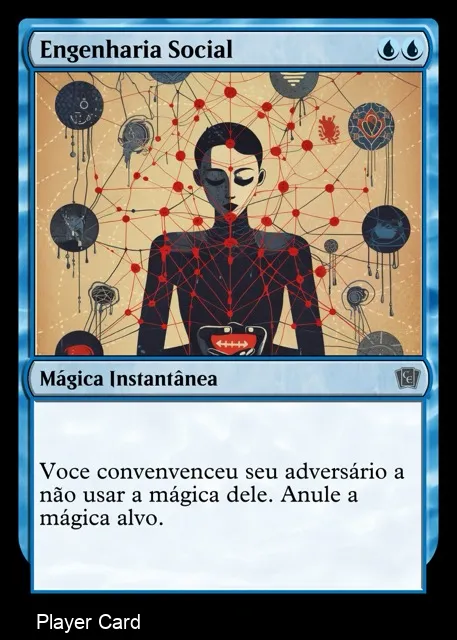 Engenharia Social
Mágica Instantânea
Voce convenvenceu seu adversário a
não usar a mágica dele. Anule a
mágica alvo.
Player Card